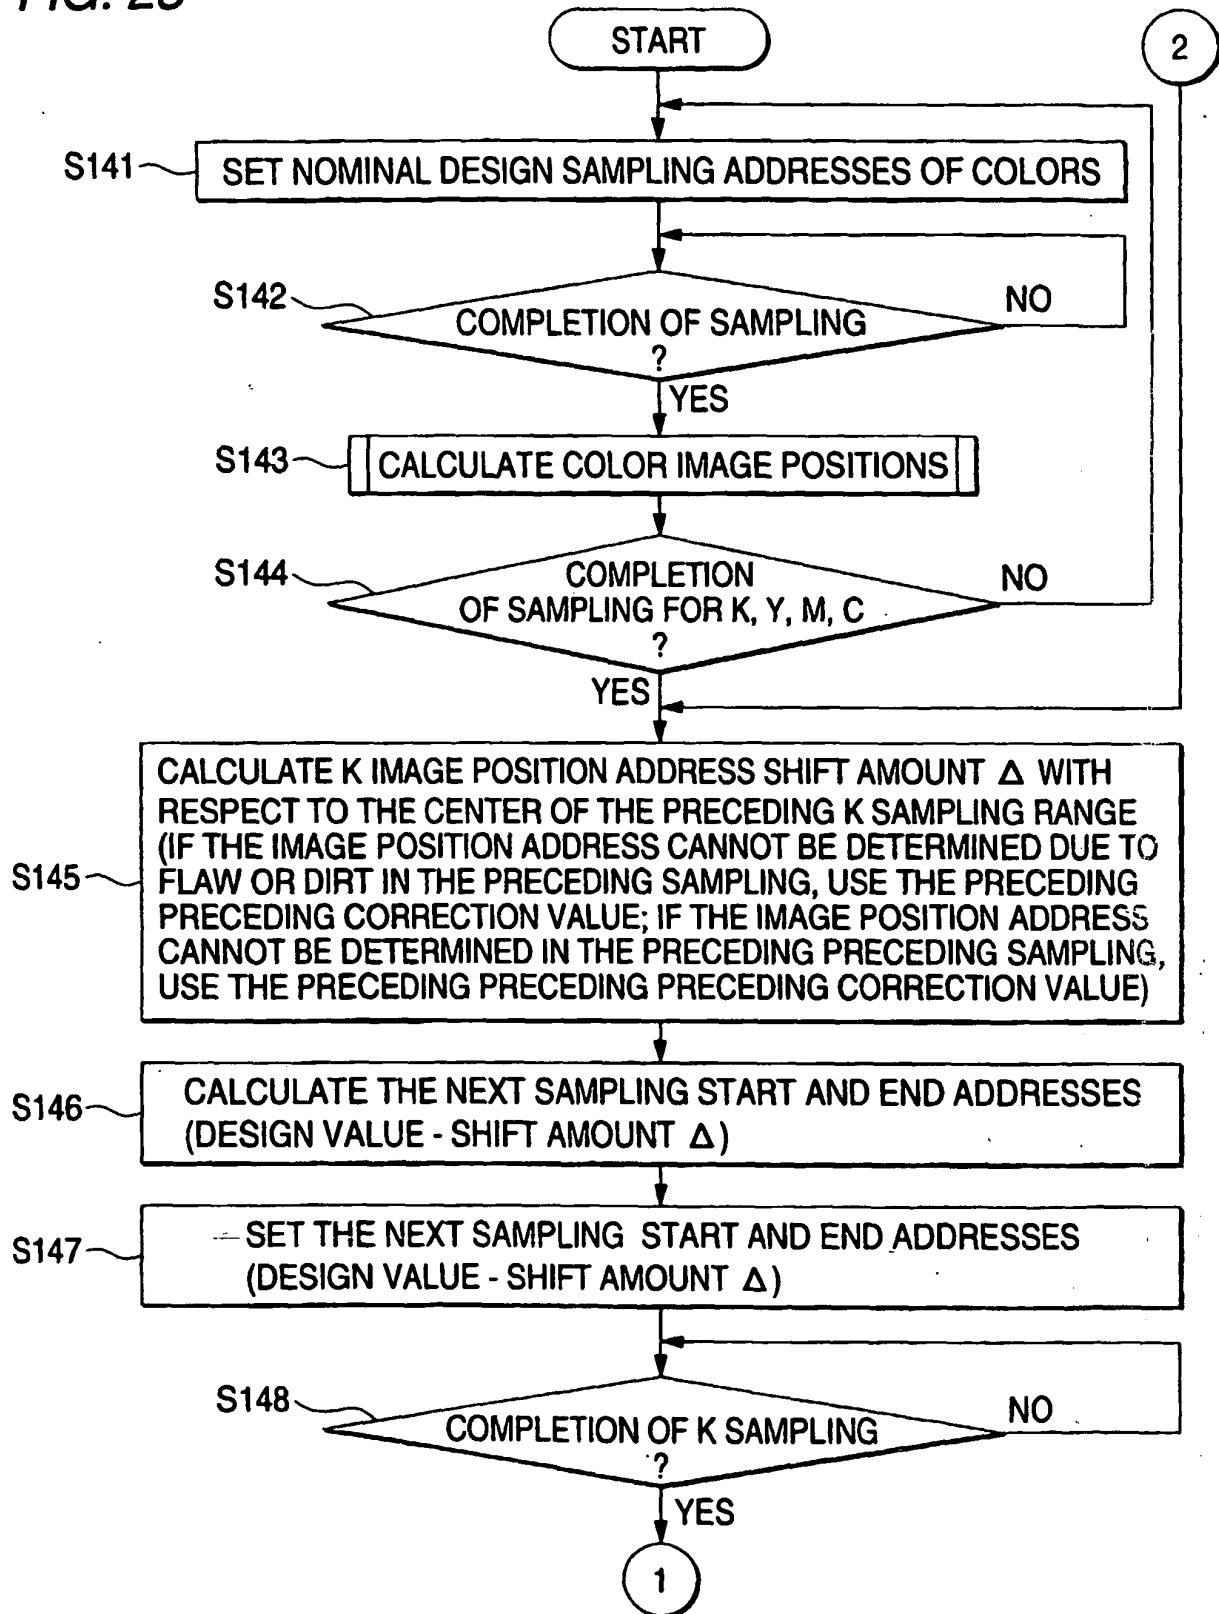 START
2
S141
SET NOMINAL DESIGN SAMPLING ADDRESSES OF COLORS
S142
COMPLETION OF SAMPLING
?
NO
YES
S143
CALCULATE COLOR IMAGE POSITIONS
S144
COMPLETION
OF SAMPLING FOR K, Y, M, C
?
NO
YES
S145
CALCULATE K IMAGE POSITION ADDRESS SHIFT AMOUNT Δ WITH
RESPECT TO THE CENTER OF THE PRECEDING K SAMPLING RANGE
(IF THE IMAGE POSITION ADDRESS CANNOT BE DETERMINED DUE TO
FLAW OR DIRT IN THE PRECEDING SAMPLING, USE THE PRECEDING
PRECEDING CORRECTION VALUE; IF THE IMAGE POSITION ADDRESS
CANNOT BE DETERMINED IN THE PRECEDING PRECEDING SAMPLING,
USE THE PRECEDING PRECEDING PRECEDING CORRECTION VALUE)
S146
CALCULATE THE NEXT SAMPLING START AND END ADDRESSES
(DESIGN VALUE - SHIFT AMOUNT Δ)
S147
SET THE NEXT SAMPLING START AND END ADDRESSES
(DESIGN VALUE - SHIFT AMOUNT Δ)
S148
COMPLETION OF K SAMPLING
?
NO
YES
1